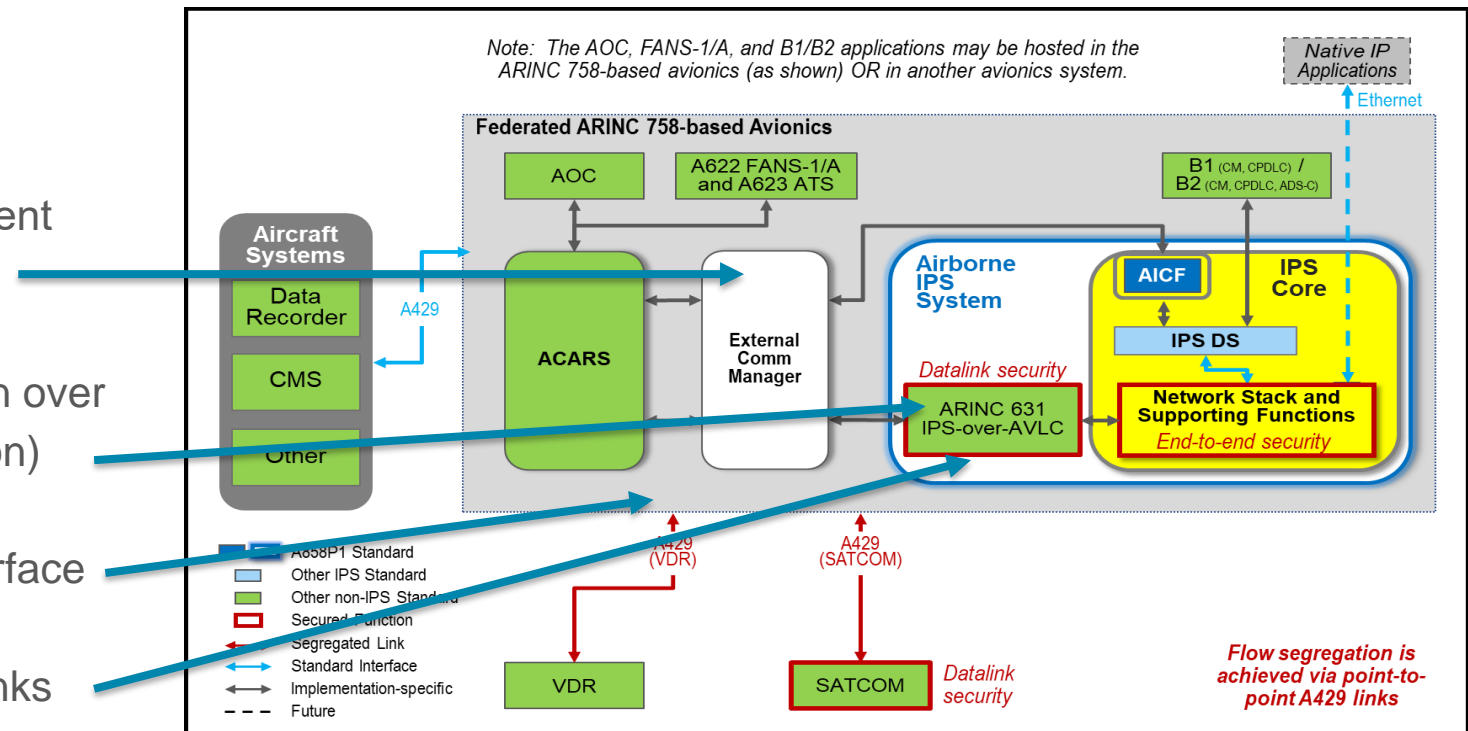 Note: The AOC, FANS-1/A, and B1/B2 applications may be hosted in the
ARINC 758-based avionics (as shown) OR in another avionics system.
Native IP
Applications
Ethernet
Federated ARINC 758-based Avionics
AOC
A622 FANS-1/A
and A623 ATS
B1 (CM, CPDLC) /
B2 (CM, CPDLC, ADS-C)
Aircraft
Systems
Data
Recorder
CMS
Other
A429
ACARS
External
Comm
Manager
Airborne
IPS
System
AICF
IPS
Core
IPS DS
Datalink security
ARINC 631
IPS-over-AVLC
Network Stack and
Supporting Functions
End-to-end security
on)
rface
nks
n over
ent
A858P1 Standard
Other IPS Standard
Other non-IPS Standard
Secured Function
Segregated Link
Standard Interface
Implementation-specific
Future
A429
(VDR)
A429
(SATCOM)
VDR
SATCOM
Datalink
security
Flow segregation is
achieved via point-to-
point A429 links